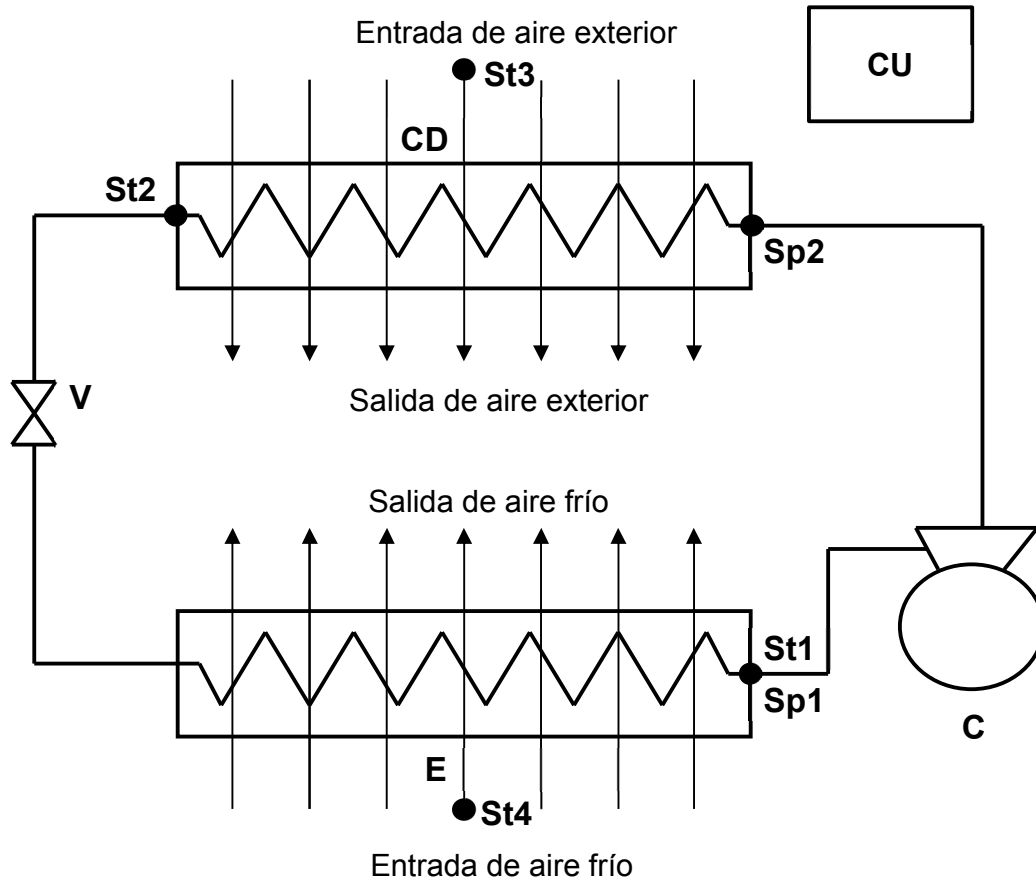 Entrada de aire exterior
CU
St3
CD
St2
Sp2
V
Salida de aire exterior
Salida de aire frío
St1
Sp1
C
E
St4
Entrada de aire frío